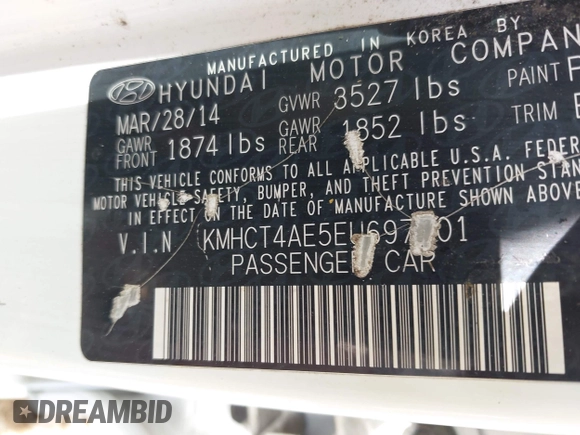 MANUFACTURED IN KOREA BY
HYUNDAI MOTOR COMPAN
MAR/28/14 GVWR 3527 lbs PAINT
GAWR FRONT 1874 lbs GAWR REAR 1852 lbs TRIM
THIS VEHICLE CONFORMS TO ALL APPLICABLE U.S.A. FEDER
MOTOR VEHICLE SAFETY, BUMPER, AND THEFT PREVENTION STAN
IN EFFECT ON THE DATE OF MANUFACTURE SHOWN ABOVE
V.I.N KMHCT4AE5EU697 01
PASSENGER CAR
DREAMBID